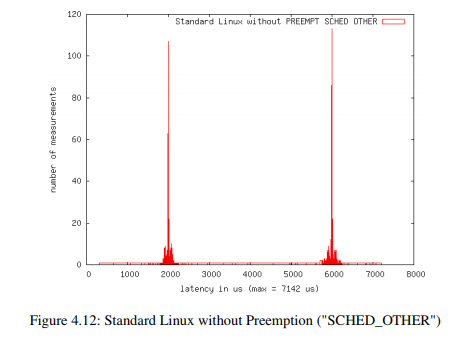 120
Standard Linux without PREEMPT SCHED OTHER
100
80
60
40
20
0
number of measurements
0 1000 2000 3000 4000 5000 6000 7000 8000
latency in us (max = 7142 us)
Figure 4.12: Standard Linux without Preemption ("SCHED_OTHER")